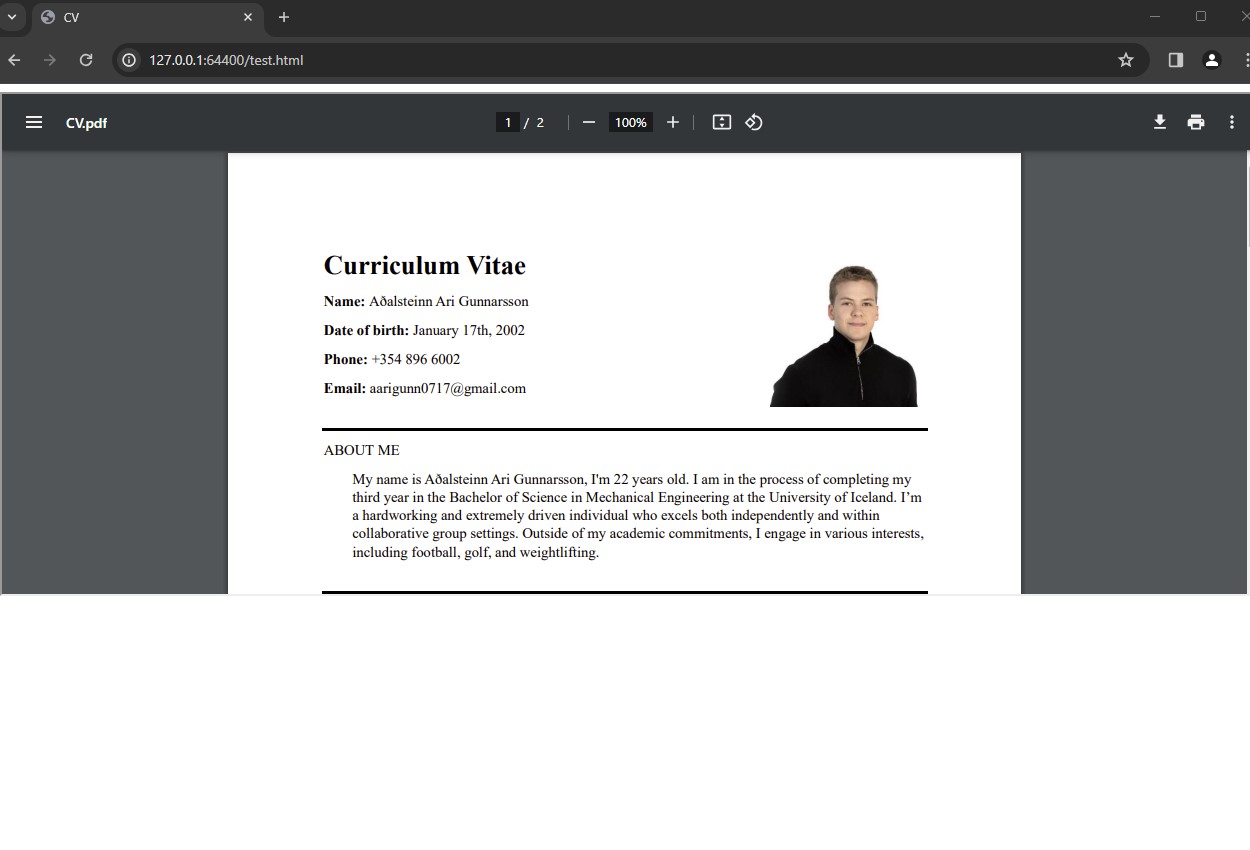 CV
127.0.0.1:64400/test.html
CV.pdf
1 / 2
100%
Curriculum Vitae
Name: Aðalsteinn Ari Gunnarsson
Date of birth: January 17th, 2002
Phone: +354 896 6002
Email: aarigunn0717@gmail.com
ABOUT ME
My name is Aðalsteinn Ari Gunnarsson, I'm 22 years old. I am in the process of completing my
third year in the Bachelor of Science in Mechanical Engineering at the University of Iceland. I’m
a hardworking and extremely driven individual who excels both independently and within
collaborative group settings. Outside of my academic commitments, I engage in various interests,
including football, golf, and weightlifting.